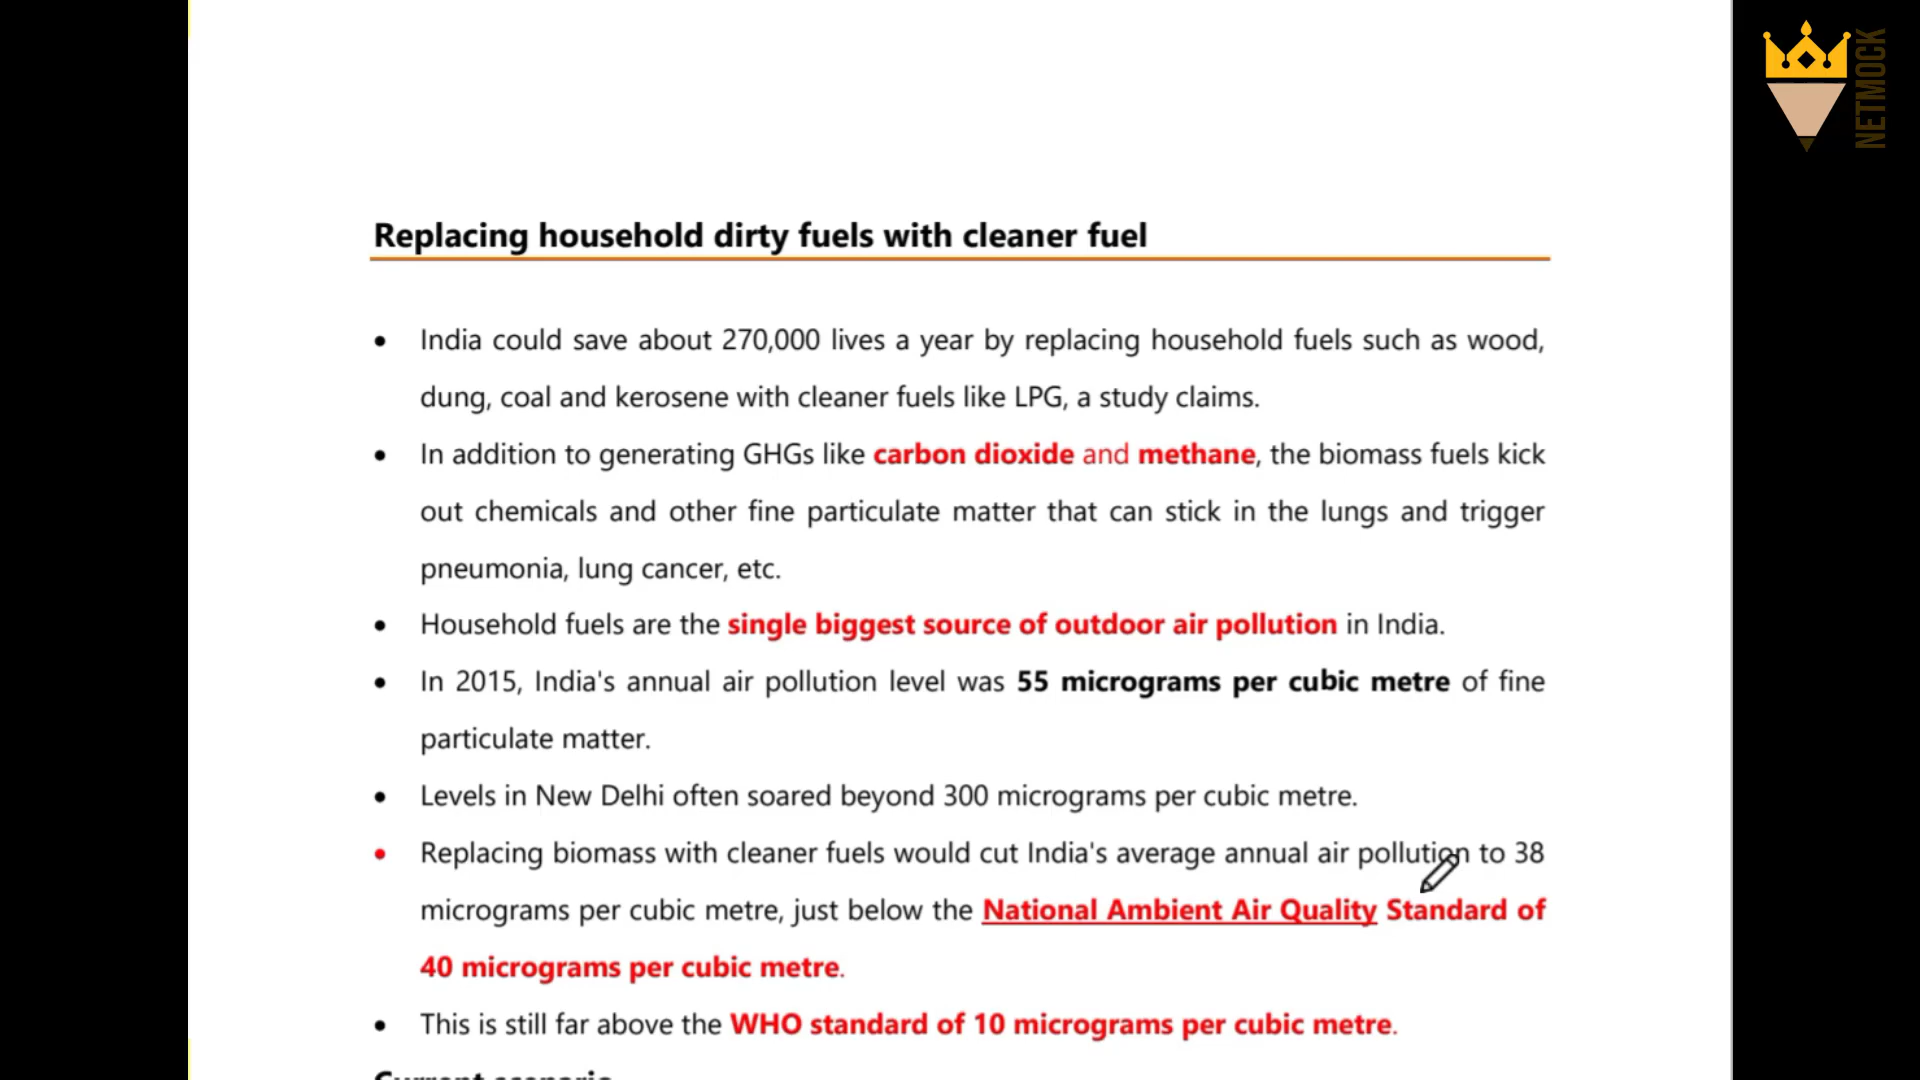 NETMOCK
Replacing household dirty fuels with cleaner fuel
• India could save about 270,000 lives a year by replacing household fuels such as wood,
dung, coal and kerosene with cleaner fuels like LPG, a study claims.
• In addition to generating GHGs like carbon dioxide and methane, the biomass fuels kick
out chemicals and other fine particulate matter that can stick in the lungs and trigger
pneumonia, lung cancer, etc.
• Household fuels are the single biggest source of outdoor air pollution in India.
• In 2015, India's annual air pollution level was 55 micrograms per cubic metre of fine
particulate matter.
• Levels in New Delhi often soared beyond 300 micrograms per cubic metre.
• Replacing biomass with cleaner fuels would cut India's average annual air pollution to 38
micrograms per cubic metre, just below the National Ambient Air Quality Standard of
40 micrograms per cubic metre.
• This is still far above the WHO standard of 10 micrograms per cubic metre.
Current scenario